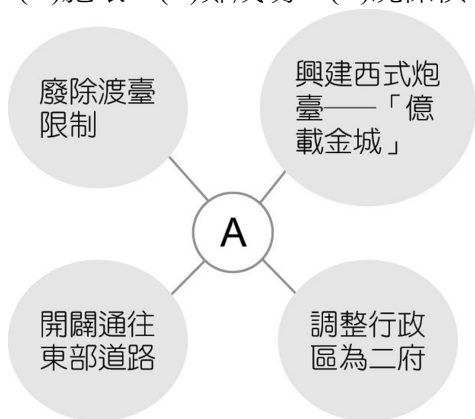 廢除渡臺
限制
興建西式炮
臺——「億
載金城」
A
開闢通往
東部道路
調整行政
區為二府